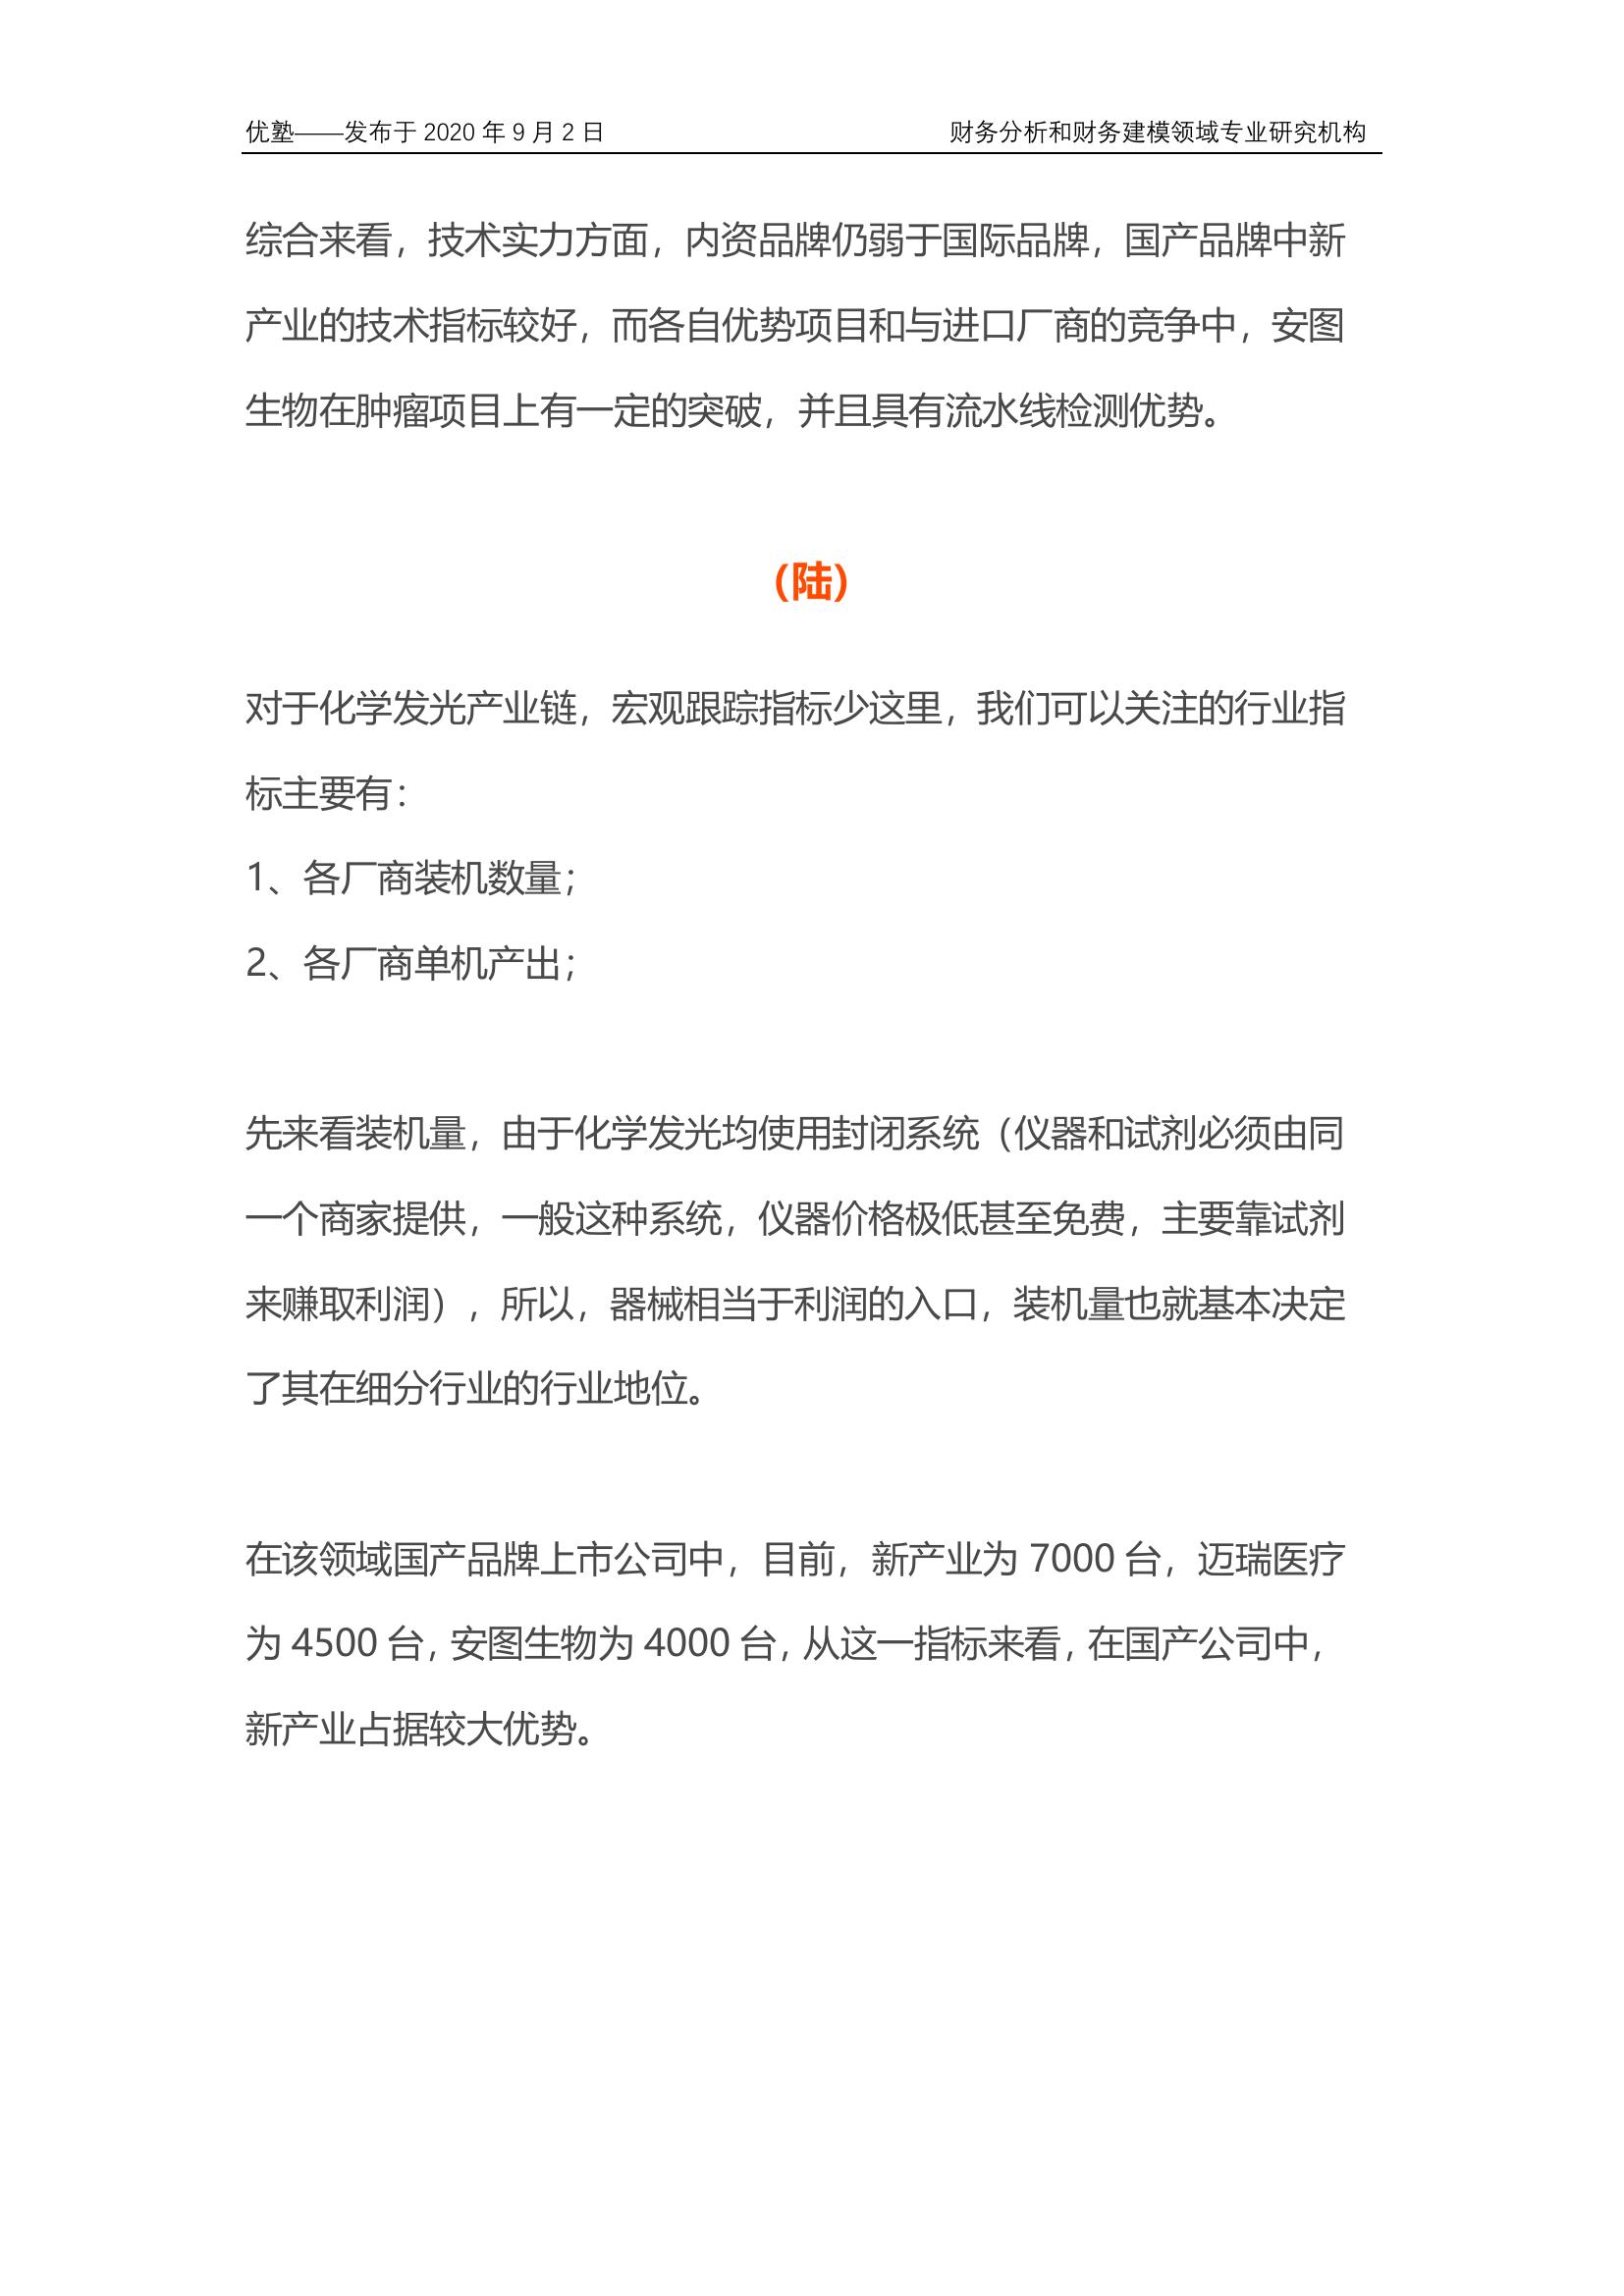 优塾——发布于 2020 年 9 月 2 日 财务分析和财务建模领域专业研究机构
综合来看，技术实力方面，内资品牌仍弱于国际品牌，国产品牌中新
产业的技术指标较好，而各自优势项目和与进口厂商的竞争中，安图
生物在肿瘤项目上有一定的突破，并且具有流水线检测优势。
（陆）
对于化学发光产业链，宏观跟踪指标少这里，我们可以关注的行业指
标主要有：
1、各厂商装机数量；
2、各厂商单机产出；
先来看装机量，由于化学发光均使用封闭系统（仪器和试剂必须由同
一个商家提供，一般这种系统，仪器价格极低甚至免费，主要靠试剂
来赚取利润），所以，器械相当于利润的入口，装机量也就基本决定
了其在细分行业的行业地位。
在该领域国产品牌上市公司中，目前，新产业为 7000 台，迈瑞医疗
为 4500 台，安图生物为 4000 台，从这一指标来看，在国产公司中，
新产业占据较大优势。